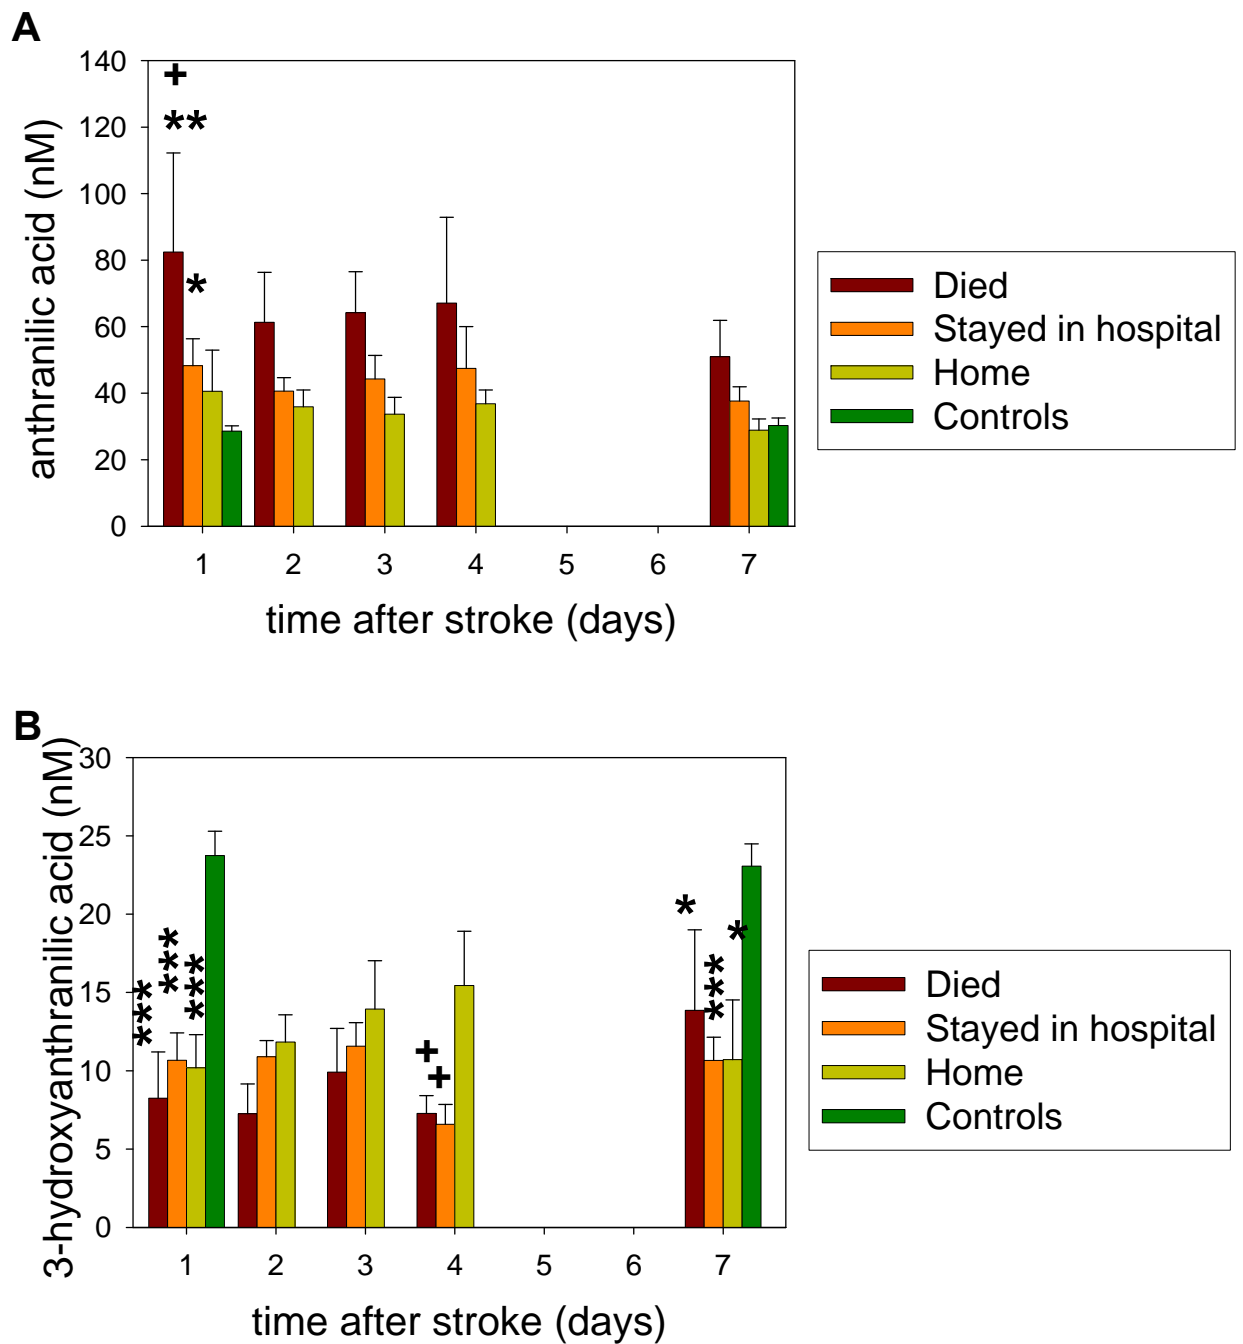 A
140
120
100
80
60
40
20
0
anthranilic acid (nM)
+
**
*
1 2 3 4 5 6 7
time after stroke (days)
Died
Stayed in hospital
Home
Controls
B
30
25
20
15
10
5
0
3-hydroxyanthranilic acid (nM)
***
***
***
+
+
*
***
*
1 2 3 4 5 6 7
time after stroke (days)
Died
Stayed in hospital
Home
Controls